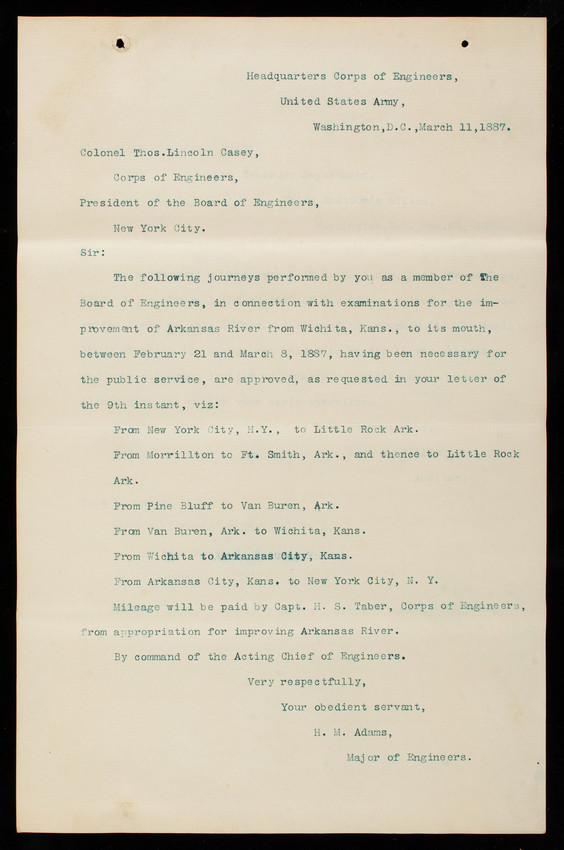 Headquarters Corps of Engineers,
United States Army,
Washington,D.C.,March 11,1887.
Colonel Thos.Lincoln Casey,
Corps of Engineers,
President of the Board of Engineers,
New York City.
Sir:
The following journeys performed by you as a member of The
Board of Engineers, in connection with examinations for the im-
provement of Arkansas River from Wichita, Kans., to its mouth,
between February 21 and March 8, 1887, having been necessary for
the public service, are approved, as requested in your letter of
the 9th instant, viz:
From New York City, N.Y., to Little Rock Ark.
From Morrillton to Ft. Smith, Ark., and thence to Little Rock
Ark.
From Pine Bluff to Van Buren, Ark.
From Van Buren, Ark. to Wichita, Kans.
From Wichita to Arkansas City, Kans.
From Arkansas City, Kans. to New York City, N. Y.
Mileage will be paid by Capt. H. S. Taber, Corps of Engineers,
from appropriation for improving Arkansas River.
By command of the Acting Chief of Engineers.
Very respectfully,
Your obedient servant,
H. M. Adams,
Major of Engineers.